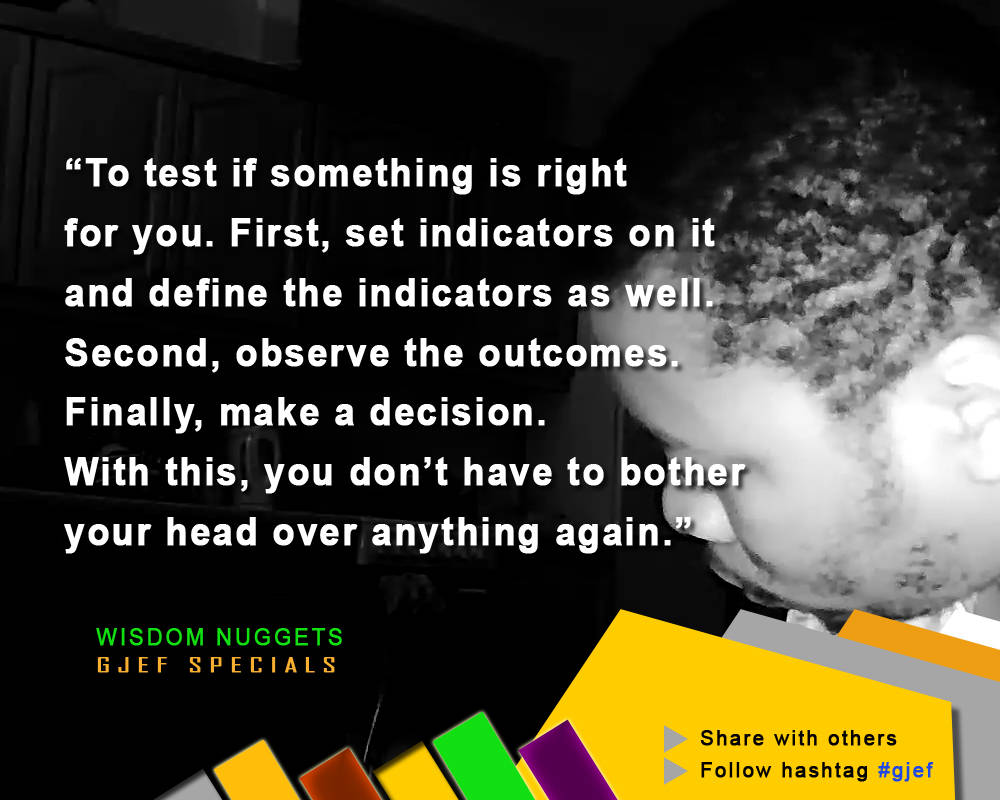 “To test if something is right
for you. First, set indicators on it
and define the indicators as well.
Second, observe the outcomes.
Finally, make a decision.
With this, you don’t have to bother
your head over anything again.”
WISDOM NUGGETS
GJEF SPECIALS
Share with others
Follow hashtag #gjef